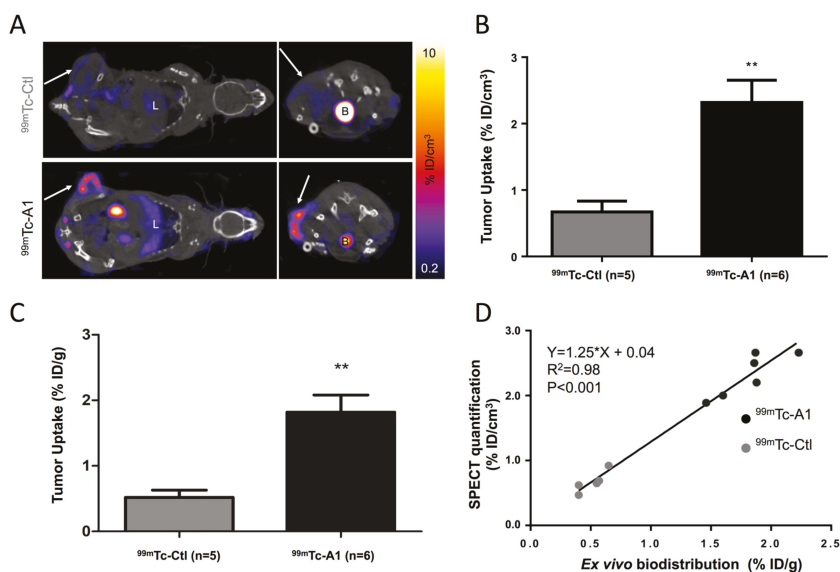 A
99mTc-Ctl
99mTc-A1
L
B
L
B
10
% ID/cm³
0.2
B
Tumor Uptake (% ID/cm³)
3
2
1
0
**
⁹⁹ᵐTc-Ctl (n=5)
⁹⁹ᵐTc-A1 (n=6)
C
Tumor Uptake (% ID/g)
3
2
1
0
**
⁹⁹ᵐTc-Ctl (n=5)
⁹⁹ᵐTc-A1 (n=6)
D
SPECT quantification
(% ID/cm³)
3.0
2.0
1.0
0.0
Y=1.25*X + 0.04
R²=0.98
P<0.001
⁹⁹ᵐTc-A1
⁹⁹ᵐTc-Ctl
0.0
0.5
1.0
1.5
2.0
2.5
Ex vivo biodistribution (% ID/g)